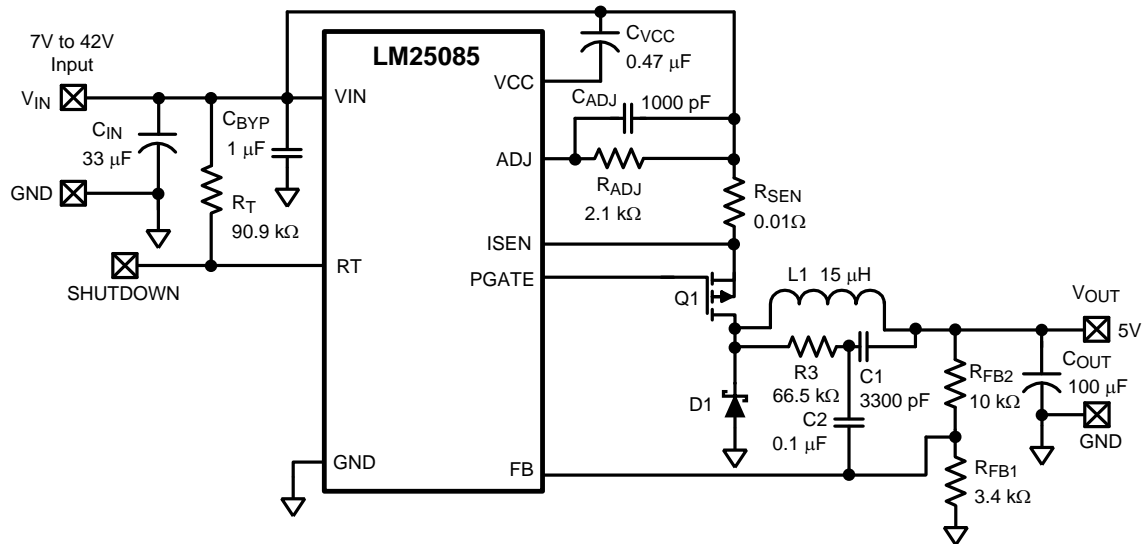 7V to 42V
Input
VIN
GND
CIN
33 µF
RT
90.9 kΩ
CBYP
1 µF
SHUTDOWN
LM25085
VIN
RT
GND
VCC
ADJ
ISEN
PGATE
FB
CVCC
0.47 µF
CADJ
1000 pF
RADJ
2.1 kΩ
RSEN
0.01Ω
Q1
L1 15 µH
R3
66.5 kΩ
C1
3300 pF
C2
0.1 µF
D1
RFB2
10 kΩ
RFB1
3.4 kΩ
VOUT
5V
COUT
100 µF
GND